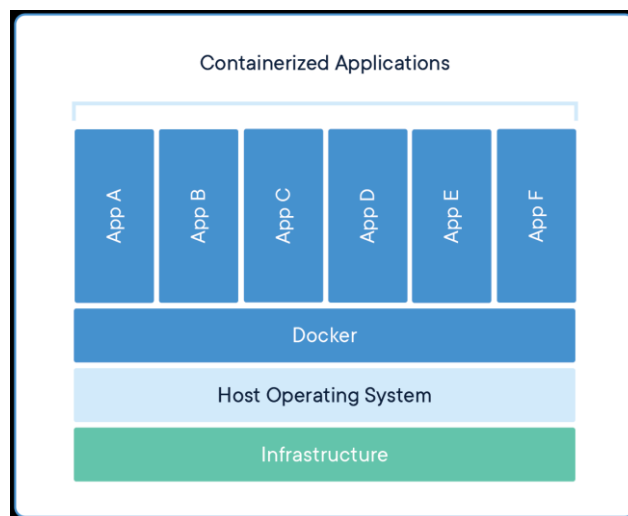 Containerized Applications
App A
App B
App C
App D
App E
App F
Docker
Host Operating System
Infrastructure